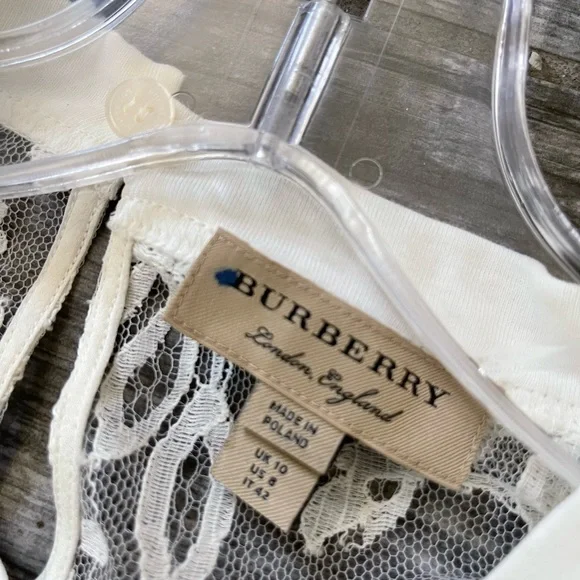 BURBERRY
London, England
MADE IN
POLAND
UK 10
US 8
IT 42